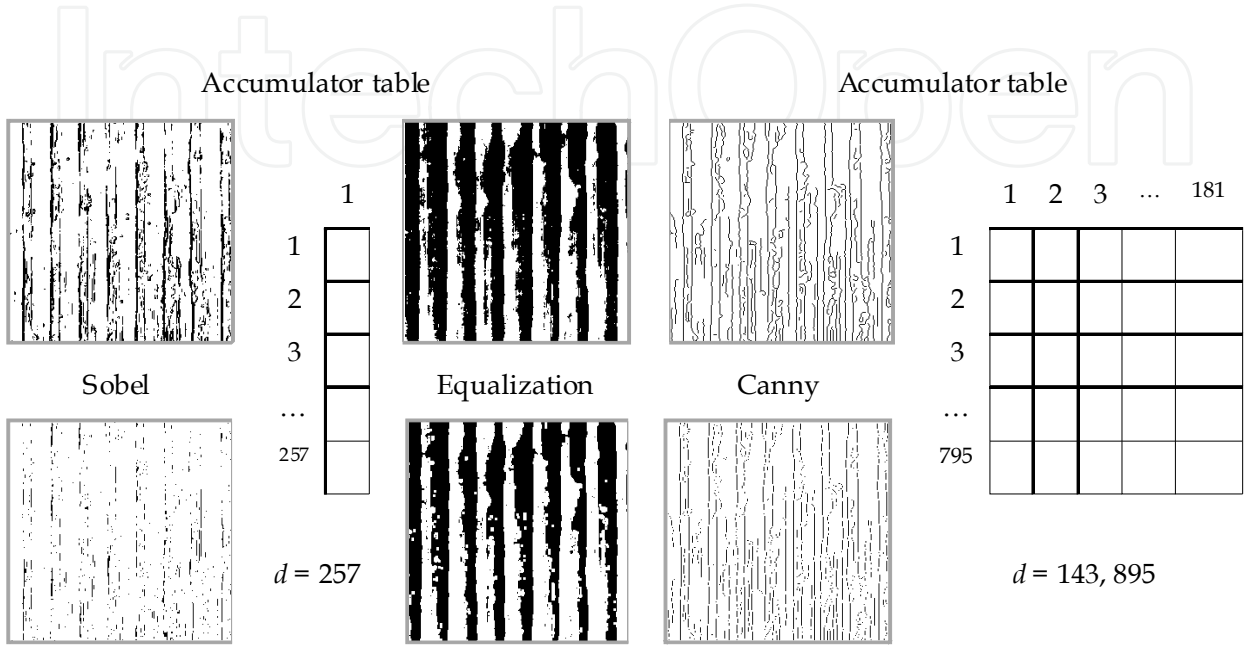 IntechOpen
Accumulator table
Accumulator table
1
1
2
3
...
257
1 2 3 ... 181
1
2
3
...
795
Sobel
Equalization
Canny
d = 257
d = 143, 895